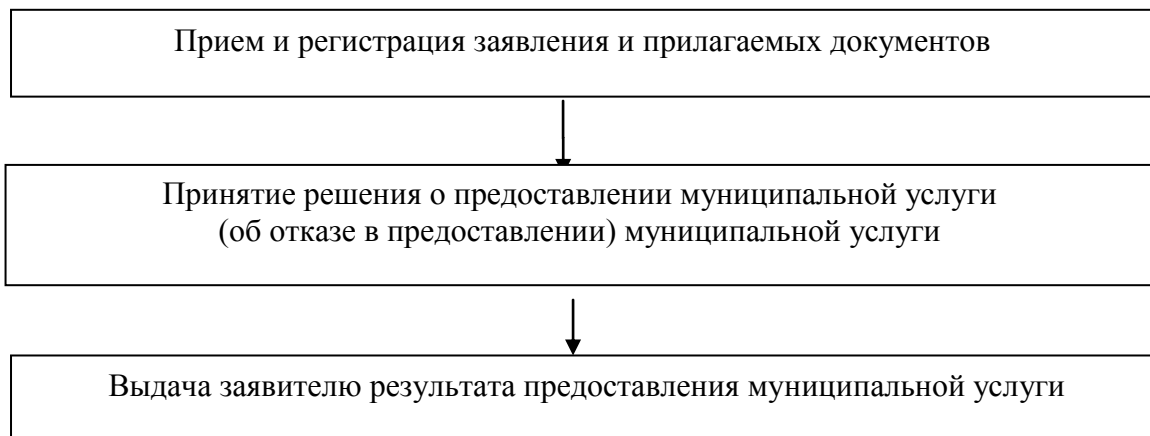 Прием и регистрация заявления и прилагаемых документов
Принятие решения о предоставлении муниципальной услуги
(об отказе в предоставлении) муниципальной услуги
Выдача заявителю результата предоставления муниципальной услуги